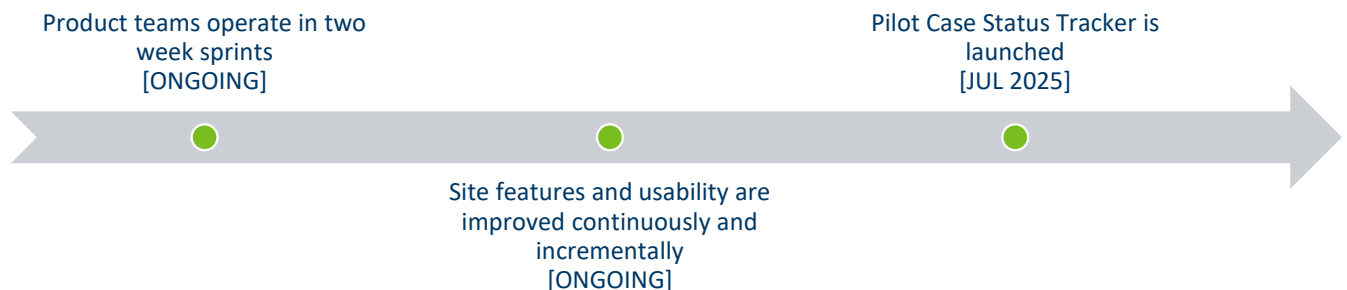 Product teams operate in two
week sprints
[ONGOING]
Site features and usability are
improved continuously and
incrementally
[ONGOING]
Pilot Case Status Tracker is
launched
[JUL 2025]